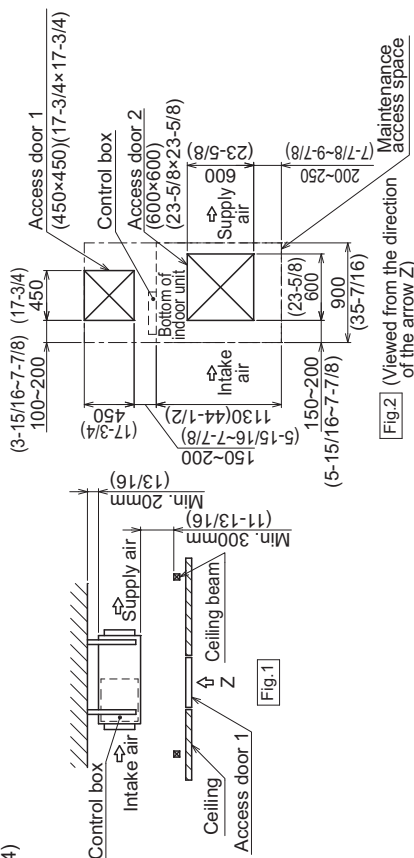 4)
Control box
Intake air
Supply air
Min. 20mm
(13/16)
Min. 300mm
(11-13/16)
Ceiling beam
Ceiling
Access door 1
Z
Fig.1
(3-15/16~7-7/8)
100~200
(17-3/4)
450
Access door 1
(450×450)(17-3/4×17-3/4)
Control box
Access door 2
(600×600)
(23-5/8×23-5/8)
450
(17-3/4)
150~200
(5-15/16~7-7/8)
1130(44-1/2)
Bottom of
indoor unit
Intake
air
Supply
air
600
(23-5/8)
200~250
(7-7/8~9-7/8)
(23-5/8)
600
900
(35-7/16)
150~200
(5-15/16~7-7/8)
Maintenance
access space
Fig.2 (Viewed from the direction
of the arrow Z)